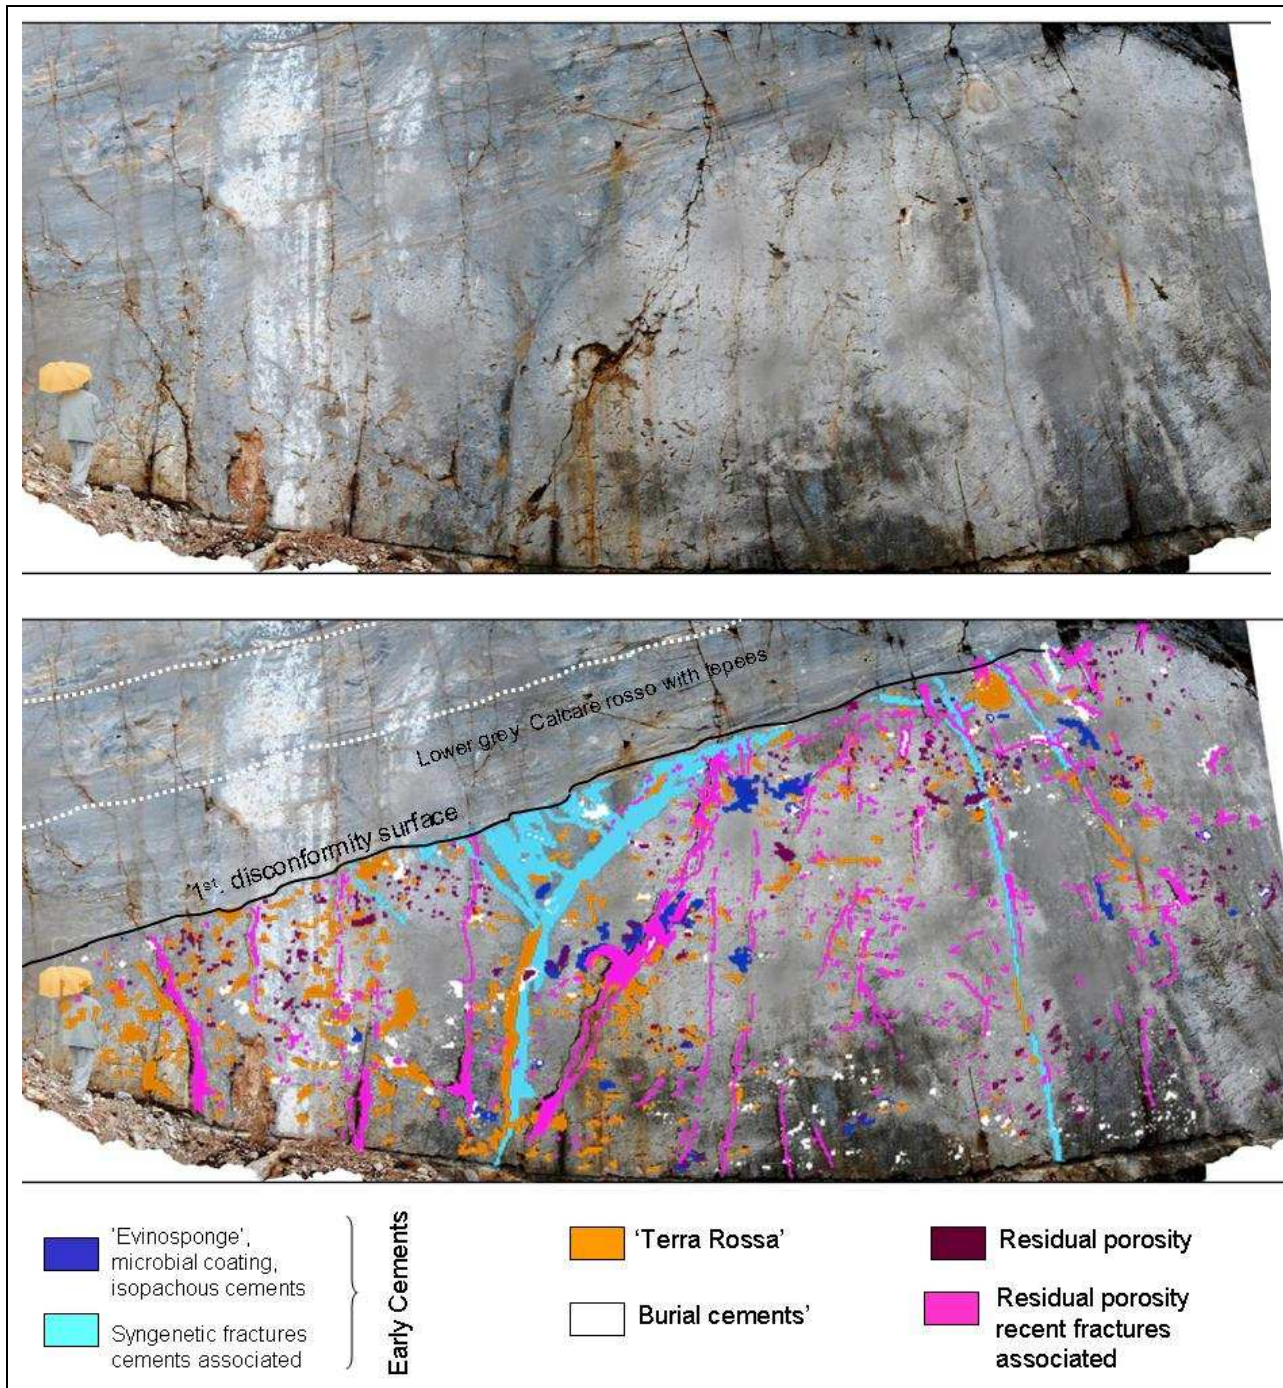 Lower grey Calcare rosso with tepees
1st. disconformity surface
'Evinosponge',
microbial coating,
isopachous cements
Syngenetic fractures
cements associated
Early Cements
'Terra Rossa'
Burial cements'
Residual porosity
Residual porosity
recent fractures
associated